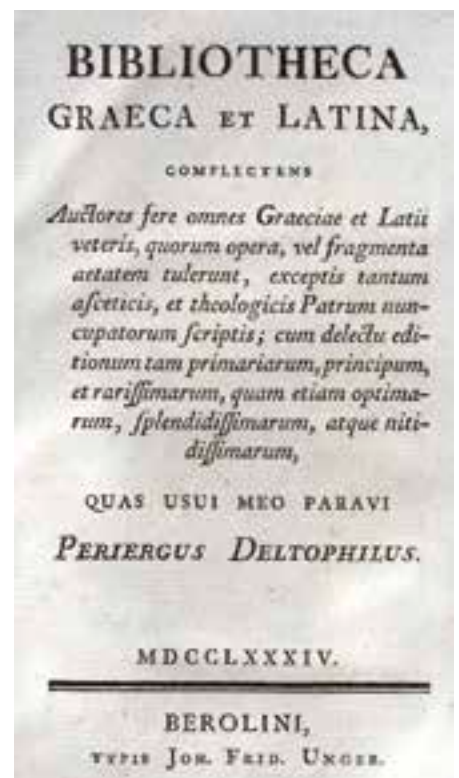 BIBLIOTHECA
GRAECA ET LATINA,
COMPLECTENS
Auctores fere omnes Graeciae et Latii
veteris, quorum opera, vel fragmenta
aetatem tulerunt, exceptis tantum
aſceticis, et theologicis Patrum nun-
cupatorum ſcriptis; cum delectu edi-
tionum tam primariarum, principum,
et rariſſimarum, quam etiam optima-
rum, ſplendidiſſimarum, atque niti-
diſſimarum,
QUAS USUI MEO PARAVI
PERIERGUS DELTOPHILUS.
MDCCLXXXIV.
BEROLINI,
TYPIS JOH. FRID. UNGER.